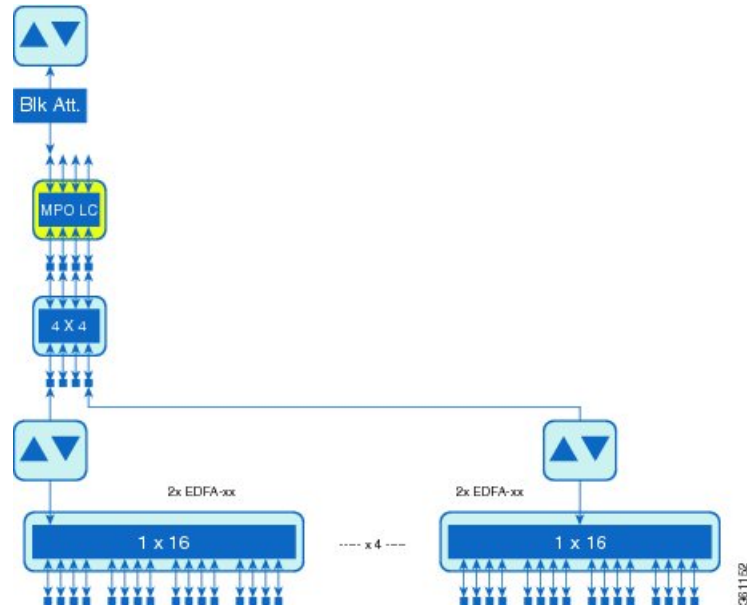 Blk Att.
MPO LC
4 X 4
2x EDFA-xx
2x EDFA-xx
1 x 16
---- x 4 ----
1 x 16
361152